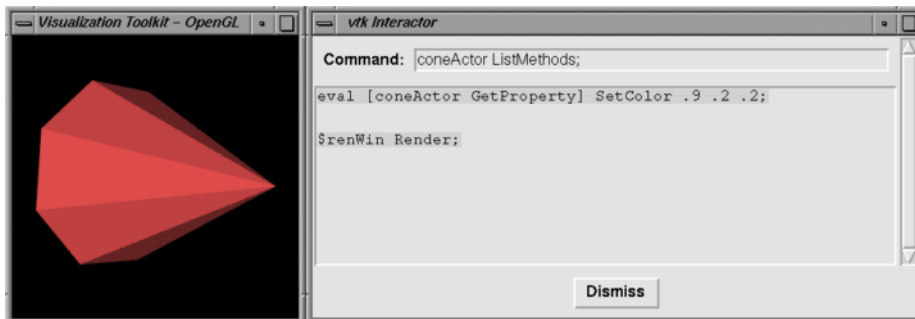 Visualization Toolkit – OpenGL
vtk Interactor
Command: coneActor ListMethods;
eval [coneActor GetProperty] SetColor .9 .2 .2;
$renWin Render;
Dismiss